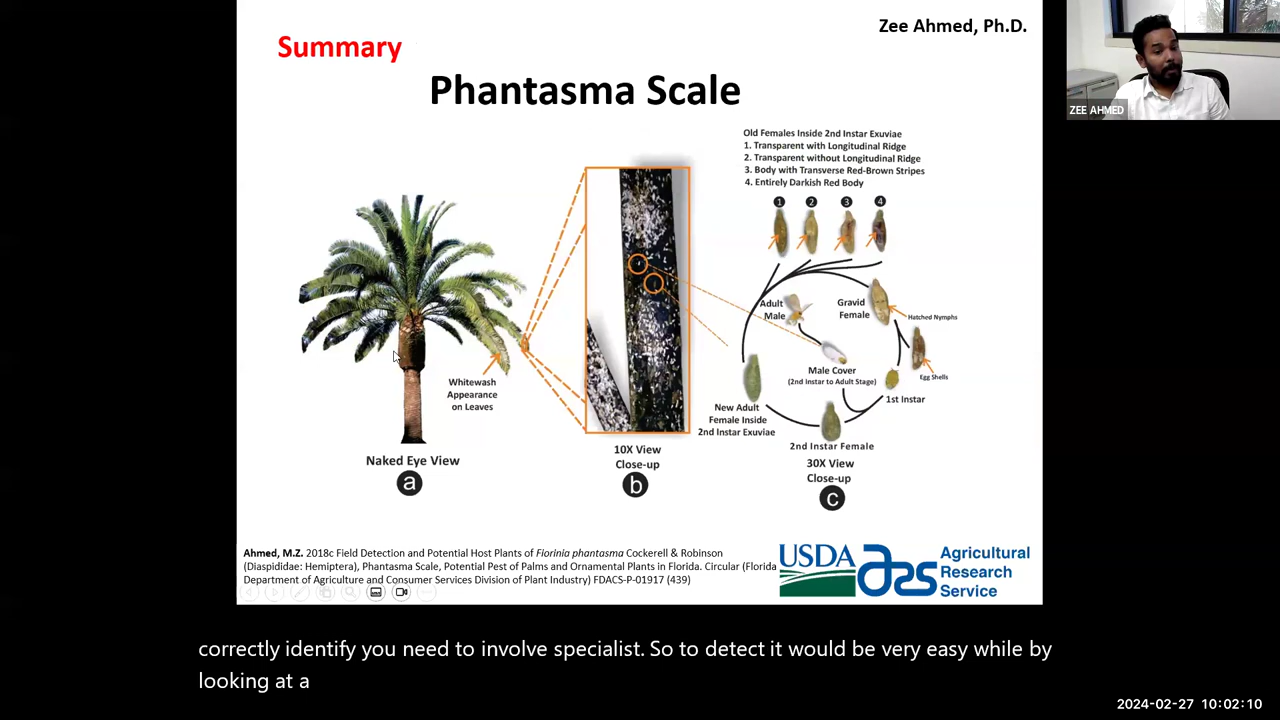 Zee Ahmed, Ph.D.
Summary
Phantasma Scale
ZEE AHMED
Old Females Inside 2nd Instar Exuviae
1. Transparent with Longitudinal Ridge
2. Transparent without Longitudinal Ridge
3. Body with Transverse Red-Brown Stripes
4. Entirely Darkish Red Body
1 2 3 4
Adult
Male
Gravid
Female
Hatched Nymphs
Whitewash
Appearance
on Leaves
Male Cover
(2nd Instar to Adult Stage)
Egg Shells
1st Instar
New Adult
Female Inside
2nd Instar Exuviae
2nd Instar Female
Naked Eye View
a
10X View
Close-up
b
30X View
Close-up
c
Ahmed, M.Z. 2018c Field Detection and Potential Host Plants of Fiorinia phantasma Cockerell & Robinson
(Diaspididae: Hemiptera), Phantasma Scale, Potential Pest of Palms and Ornamental Plants in Florida. Circular (Florida
Department of Agriculture and Consumer Services Division of Plant Industry) FDACS-P-01917 (439)
USDA
ars
Agricultural
Research
Service
correctly identify you need to involve specialist. So to detect it would be very easy while by
looking at a
2024-02-27 10:02:10